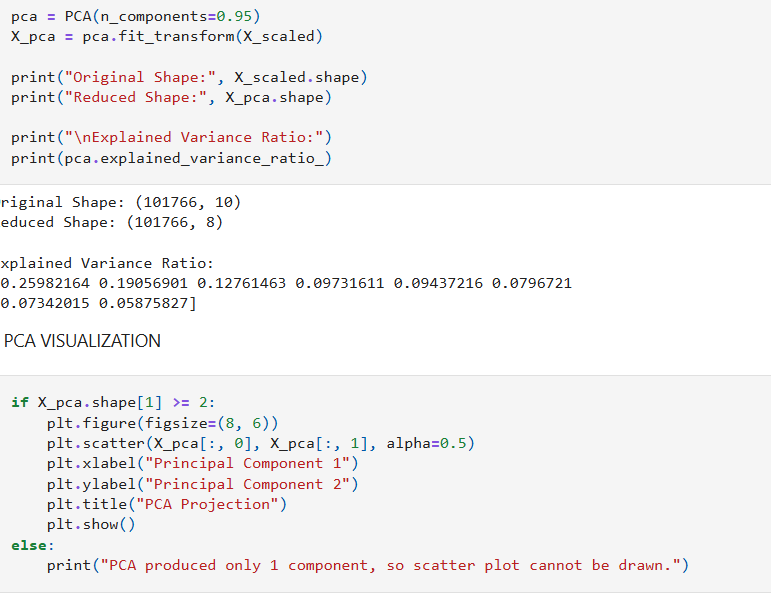 pca = PCA(n_components=0.95)
X_pca = pca.fit_transform(X_scaled)
print("Original Shape:", X_scaled.shape)
print("Reduced Shape:", X_pca.shape)
print("\nExplained Variance Ratio:")
print(pca.explained_variance_ratio_)
riginal Shape: (101766, 10)
educed Shape: (101766, 8)
xplained Variance Ratio:
0.25982164 0.19056901 0.12761463 0.09731611 0.09437216 0.0796721
0.07342015 0.05875827]
PCA VISUALIZATION
if X_pca.shape[1] >= 2:
    plt.figure(figsize=(8, 6))
    plt.scatter(X_pca[:, 0], X_pca[:, 1], alpha=0.5)
    plt.xlabel("Principal Component 1")
    plt.ylabel("Principal Component 2")
    plt.title("PCA Projection")
    plt.show()
else:
    print("PCA produced only 1 component, so scatter plot cannot be drawn.")